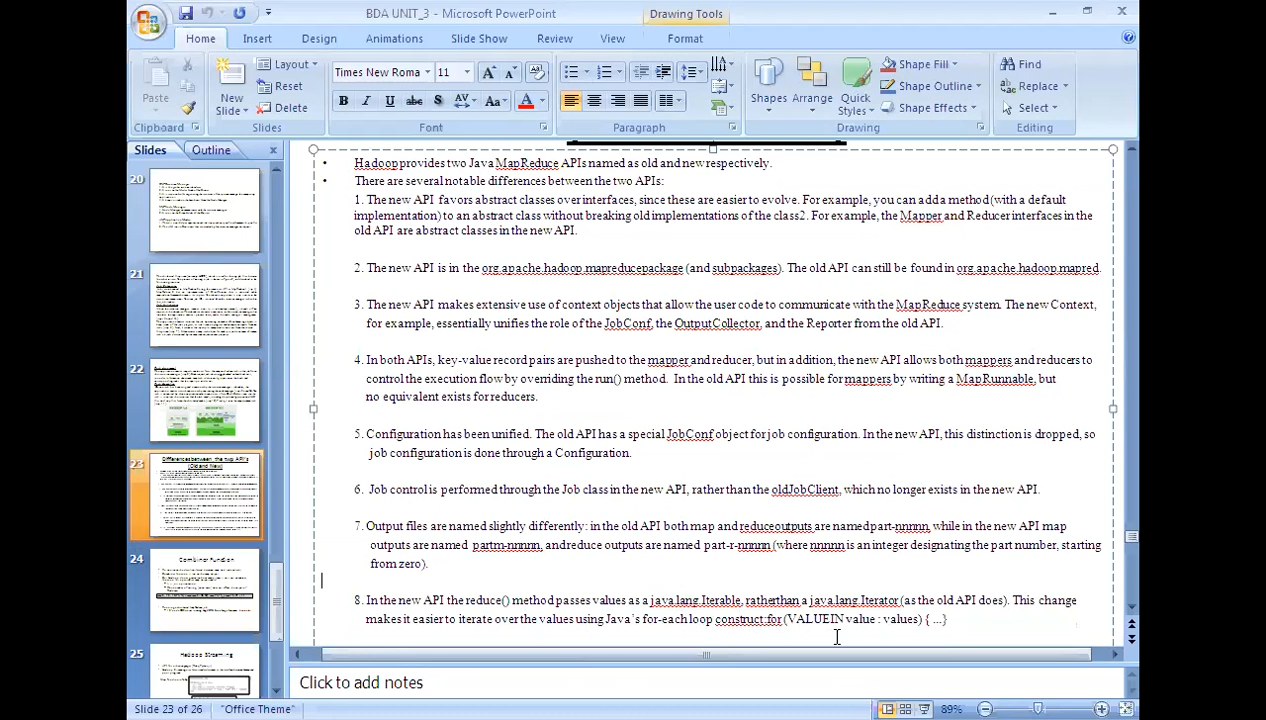 BDA UNIT_3 - Microsoft PowerPoint
Drawing Tools
Home Insert Design Animations Slide Show Review View Format
Paste
New Slide
Layout
Reset
Delete
Times New Roma 11
Shapes Arrange Quick Styles
Shape Fill
Shape Outline
Shape Effects
Find
Replace
Select
Clipboard Slides Font Paragraph Drawing Editing
Slides Outline
20
21
22
23
Differences between the two API's
(Old and New)
24
Combiner Function
25
Hadoop Streaming
• Hadoop provides two Java MapReduce APIs named as old and new respectively.
• There are several notable differences between the two APIs:
1. The new API favors abstract classes over interfaces, since these are easier to evolve. For example, you can add a method(with a default
implementation) to an abstract class without breaking old implementations of the class2. For example, the Mapper and Reducer interfaces in the
old API are abstract classes in the new API.
2. The new API is in the org.apache.hadoop.mapreducepackage (and subpackages). The old API can still be found in org.apache.hadoop.mapred.
3. The new API makes extensive use of context objects that allow the user code to communicate with the MapReduce system. The new Context,
for example, essentially unifies the role of the JobConf, the OutputCollector, and the Reporter from the old API.
4. In both APIs, key-value record pairs are pushed to the mapper and reducer, but in addition, the new API allows both mappers and reducers to
control the execution flow by overriding the run() method. In the old API this is possible for mappers by writing a MapRunnable, but
no equivalent exists for reducers.
5. Configuration has been unified. The old API has a special JobConf object for job configuration. In the new API, this distinction is dropped, so
job configuration is done through a Configuration.
6. Job control is performed through the Job class in the new API, rather than the oldJobClient, which no longer exists in the new API.
7. Output files are named slightly differently: in the old API both map and reduceoutputs are named part-nnnnn, while in the new API map
outputs are named partm-nnnnn, and reduce outputs are named part-r-nnnnn (where nnnnn is an integer designating the part number, starting
from zero).
8. In the new API the reduce() method passes values as a java.lang.Iterable, ratherthan a java.lang.Iterator (as the old API does). This change
makes it easier to iterate over the values using Java's for-each loop construct:for (VALUEIN value : values) { ... }
Click to add notes
Slide 23 of 26 "Office Theme" 89%